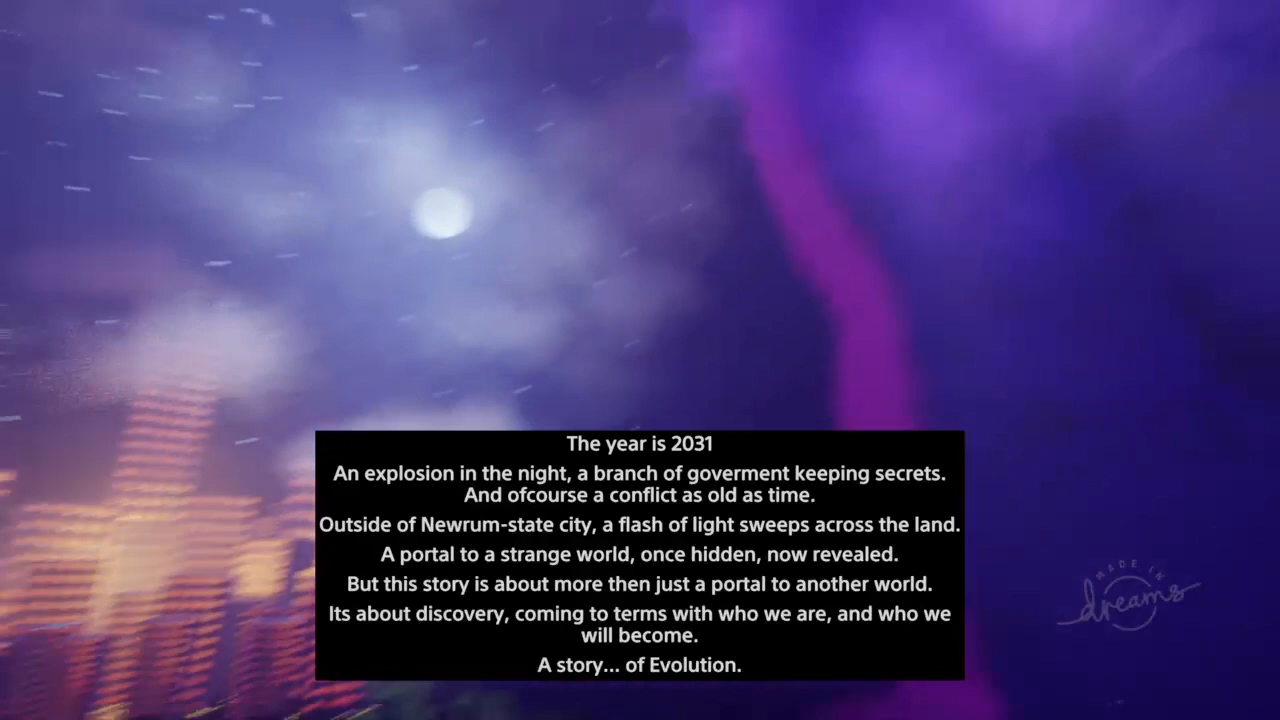 The year is 2031
An explosion in the night, a branch of goverment keeping secrets.
And ofcourse a conflict as old as time.
Outside of Newrum-state city, a flash of light sweeps across the land.
A portal to a strange world, once hidden, now revealed.
But this story is about more then just a portal to another world.
Its about discovery, coming to terms with who we are, and who we
will become.
A story... of Evolution.
MADE IN
dreams